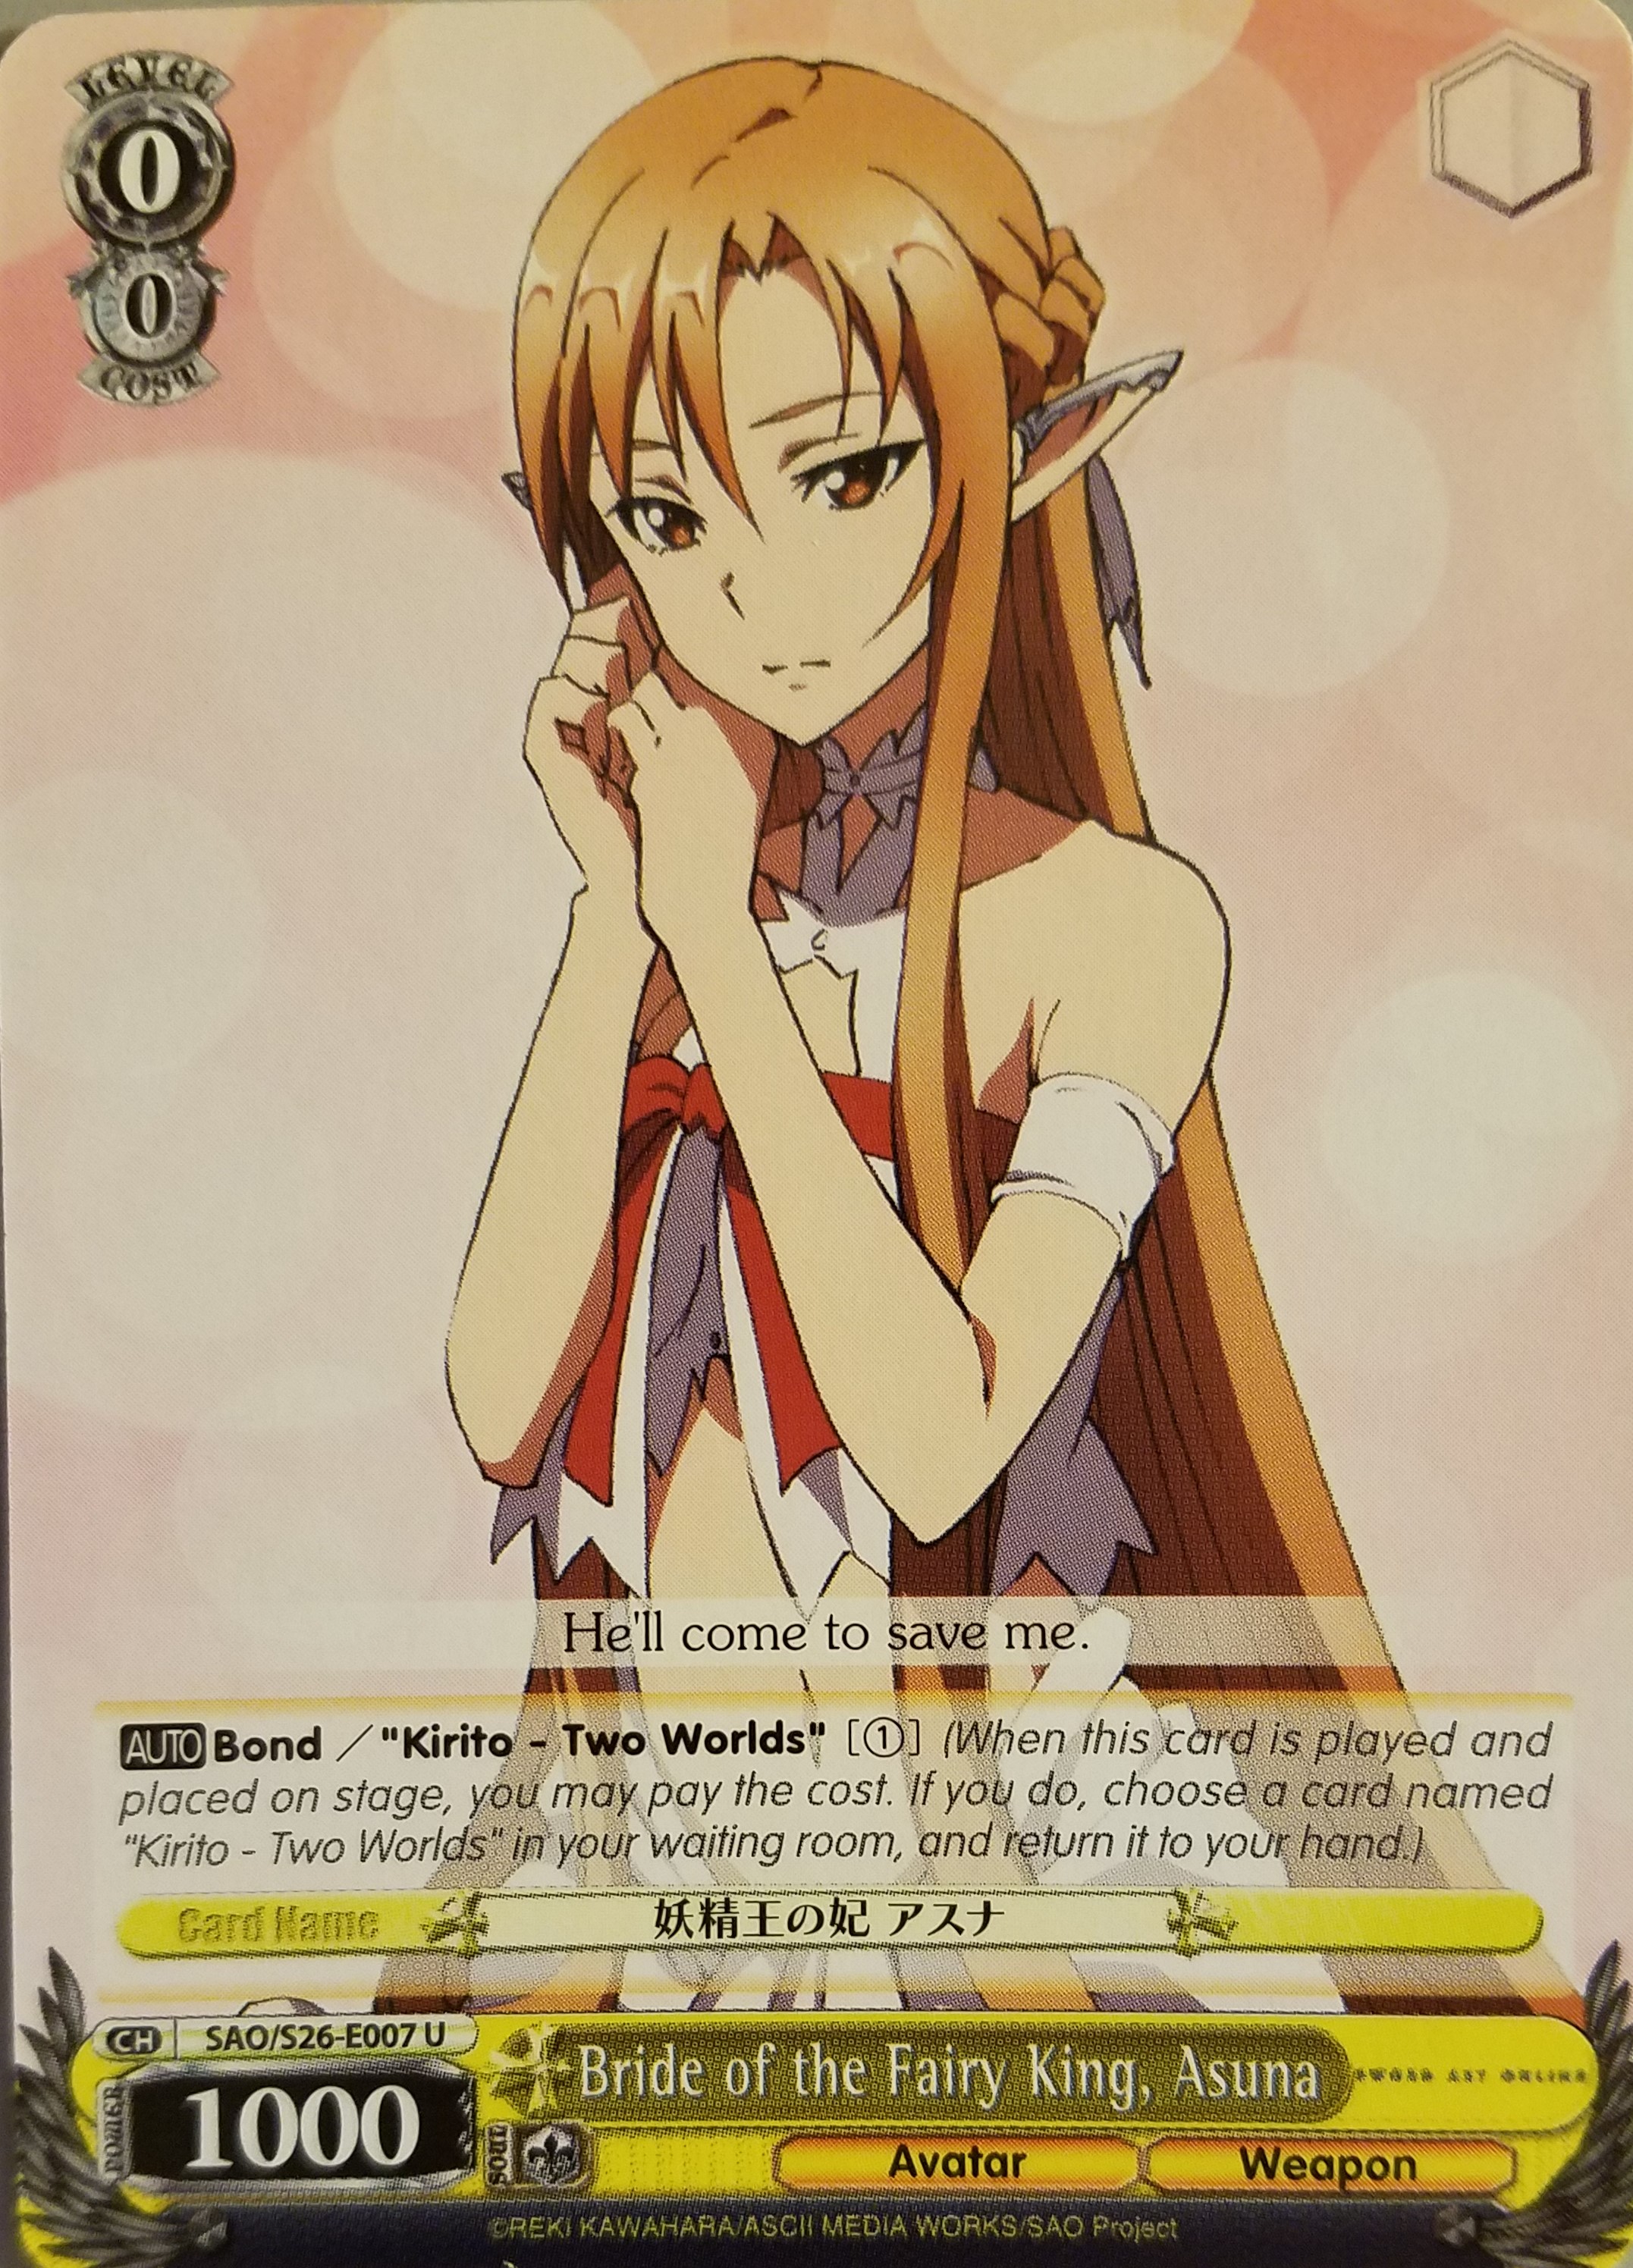 LEVEL
0
0
COST
He'll come to save me.
AUTO Bond ／"Kirito - Two Worlds" [①] (When this card is played and
placed on stage, you may pay the cost. If you do, choose a card named
"Kirito - Two Worlds" in your waiting room, and return it to your hand.)
Card Name 妖精王の妃 アスナ
CH SAO/S26-E007 U
Bride of the Fairy King, Asuna
SWORD ART ONLINE
POWER 1000
SOUL
Avatar Weapon
©REKI KAWAHARA/ASCII MEDIA WORKS/SAO Project